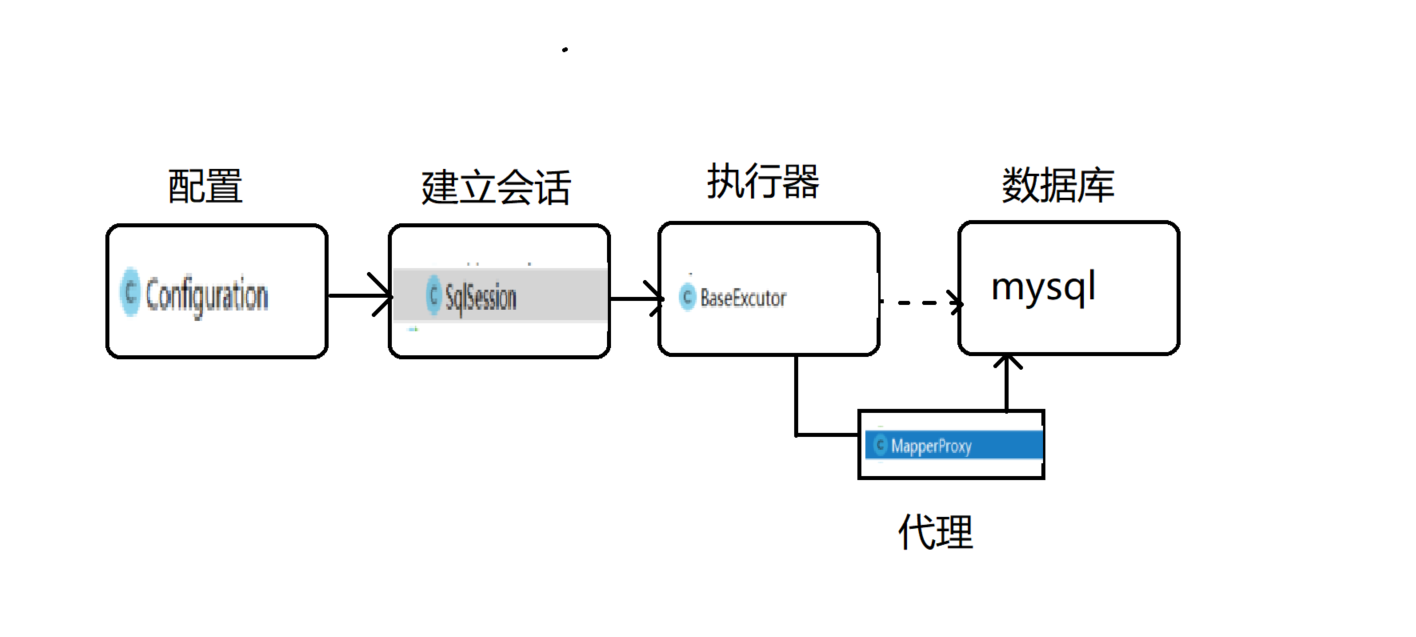 配置
建立会话
执行器
数据库
C Configuration
C SqlSession
C BaseExcutor
mysql
C MapperProxy
代理